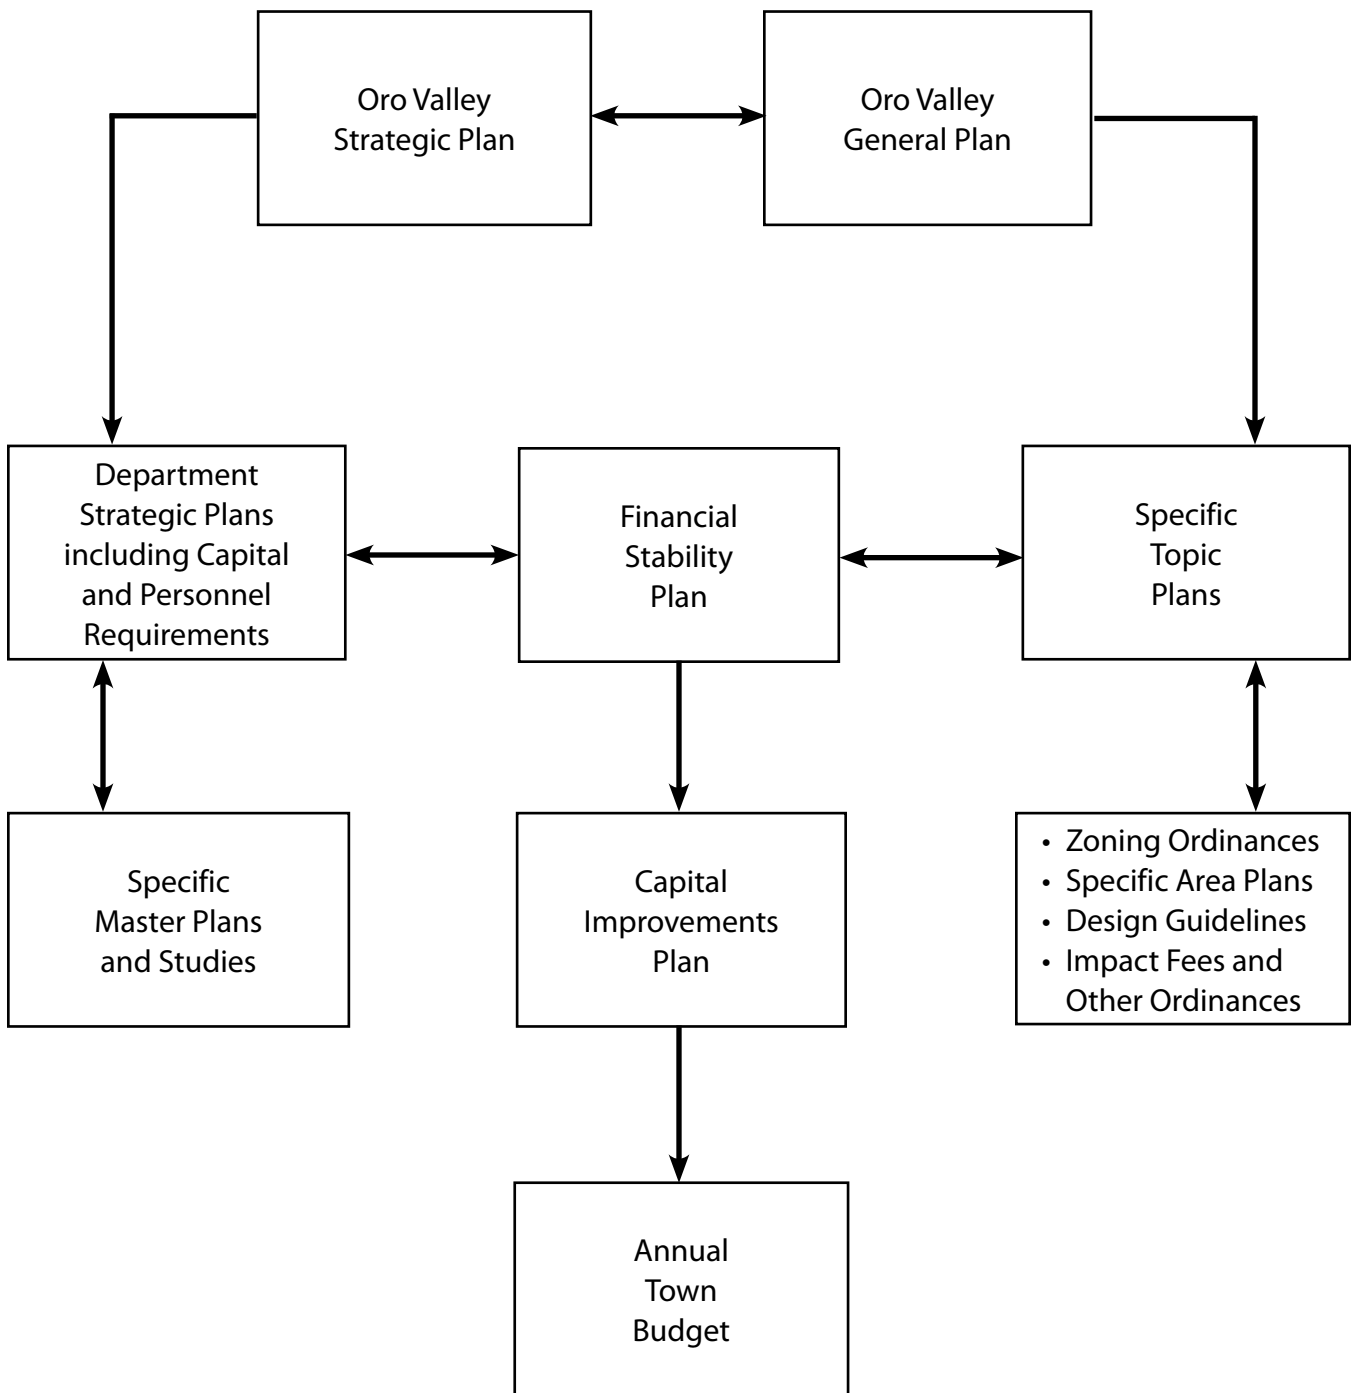 Oro Valley
Strategic Plan
Oro Valley
General Plan
Department
Strategic Plans
including Capital
and Personnel
Requirements
Financial
Stability
Plan
Specific
Topic
Plans
Specific
Master Plans
and Studies
Capital
Improvements
Plan
• Zoning Ordinances
• Specific Area Plans
• Design Guidelines
• Impact Fees and
Other Ordinances
Annual
Town
Budget